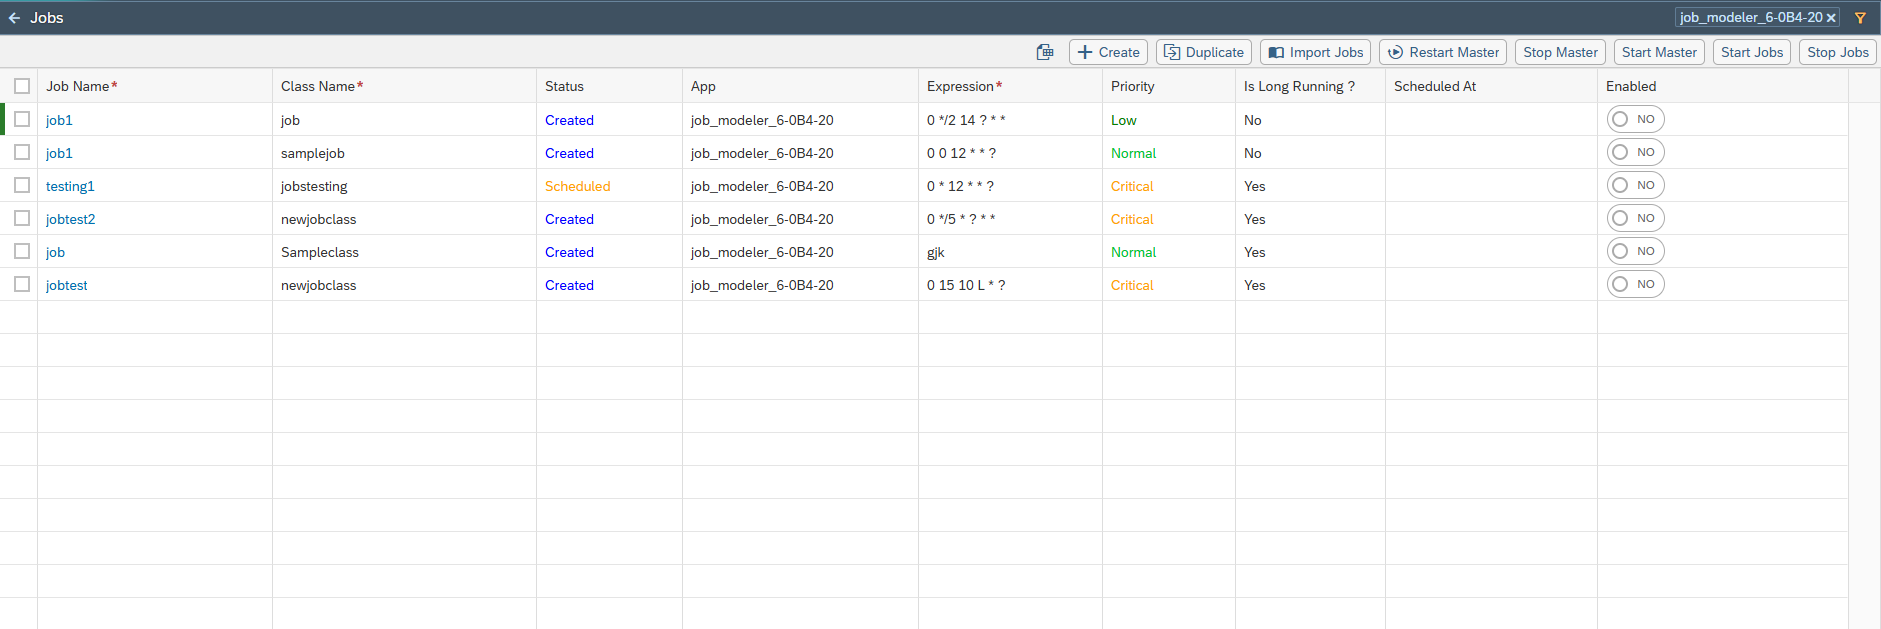 Jobs job_modeler_6-0B4-20
Create Duplicate Import Jobs Restart Master Stop Master Start Master Start Jobs Stop Jobs
Job Name* Class Name* Status App Expression* Priority Is Long Running ? Scheduled At Enabled
job1 job Created job_modeler_6-0B4-20 0 */2 14 ? * * Low No NO
job1 samplejob Created job_modeler_6-0B4-20 0 0 12 * * ? Normal No NO
testing1 jobstesting Scheduled job_modeler_6-0B4-20 0 * 12 * * ? Critical Yes NO
jobtest2 newjobclass Created job_modeler_6-0B4-20 0 */5 * ? * * Critical Yes NO
job Sampleclass Created job_modeler_6-0B4-20 gjk Normal Yes NO
jobtest newjobclass Created job_modeler_6-0B4-20 0 15 10 L * ? Critical Yes NO